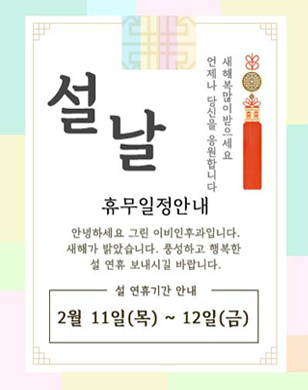 설날
새해복많이받으세요
언제나 당신을 응원합니다
휴무일정안내
안녕하세요 그린 이비인후과입니다.
새해가 밝았습니다. 풍성하고 행복한
설 연휴 보내시길 바랍니다.
설 연휴기간 안내
2월 11일(목) ~ 12일(금)